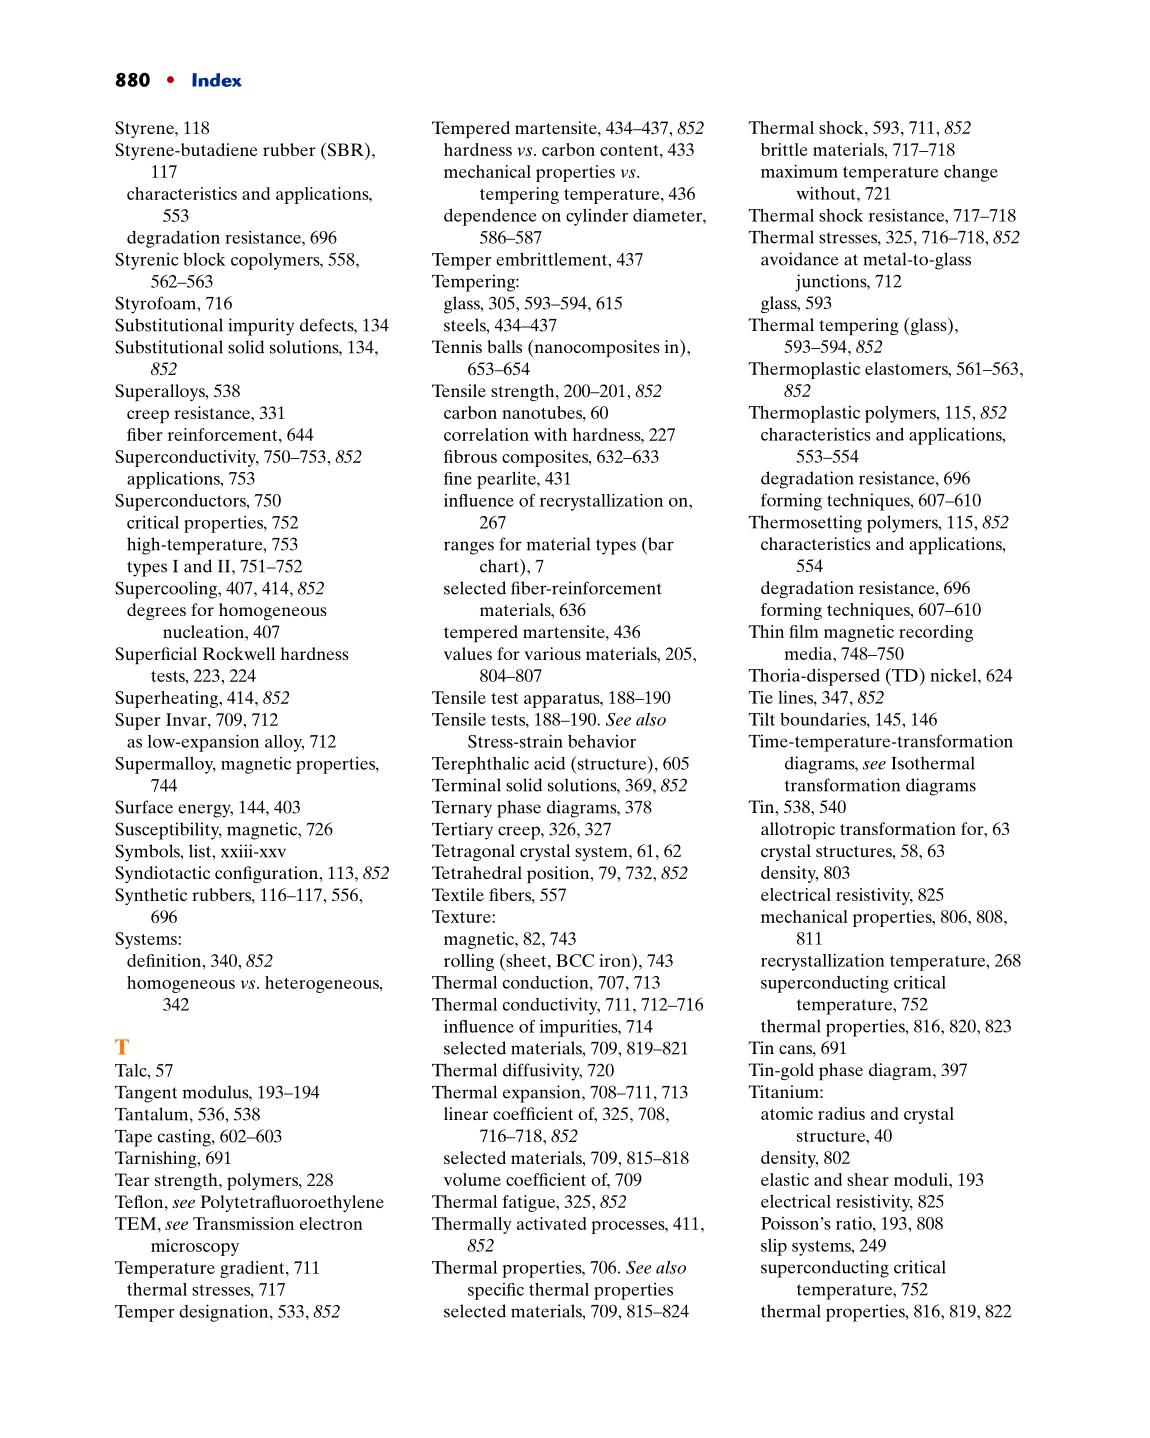 880 • Index
Styrene, 118
Styrene-butadiene rubber (SBR),
117
characteristics and applications,
553
degradation resistance, 696
Styrenic block copolymers, 558,
562–563
Styrofoam, 716
Substitutional impurity defects, 134
Substitutional solid solutions, 134,
852
Superalloys, 538
creep resistance, 331
fiber reinforcement, 644
Superconductivity, 750–753, 852
applications, 753
Superconductors, 750
critical properties, 752
high-temperature, 753
types I and II, 751–752
Supercooling, 407, 414, 852
degrees for homogeneous
nucleation, 407
Superficial Rockwell hardness
tests, 223, 224
Superheating, 414, 852
Super Invar, 709, 712
as low-expansion alloy, 712
Supermalloy, magnetic properties,
744
Surface energy, 144, 403
Susceptibility, magnetic, 726
Symbols, list, xxiii-xxv
Syndiotactic configuration, 113, 852
Synthetic rubbers, 116–117, 556,
696
Systems:
definition, 340, 852
homogeneous vs. heterogeneous,
342
T
Talc, 57
Tangent modulus, 193–194
Tantalum, 536, 538
Tape casting, 602–603
Tarnishing, 691
Tear strength, polymers, 228
Teflon, see Polytetrafluoroethylene
TEM, see Transmission electron
microscopy
Temperature gradient, 711
thermal stresses, 717
Temper designation, 533, 852
Tempered martensite, 434–437, 852
hardness vs. carbon content, 433
mechanical properties vs.
tempering temperature, 436
dependence on cylinder diameter,
586–587
Temper embrittlement, 437
Tempering:
glass, 305, 593–594, 615
steels, 434–437
Tennis balls (nanocomposites in),
653–654
Tensile strength, 200–201, 852
carbon nanotubes, 60
correlation with hardness, 227
fibrous composites, 632–633
fine pearlite, 431
influence of recrystallization on,
267
ranges for material types (bar
chart), 7
selected fiber-reinforcement
materials, 636
tempered martensite, 436
values for various materials, 205,
804–807
Tensile test apparatus, 188–190
Tensile tests, 188–190. See also
Stress-strain behavior
Terephthalic acid (structure), 605
Terminal solid solutions, 369, 852
Ternary phase diagrams, 378
Tertiary creep, 326, 327
Tetragonal crystal system, 61, 62
Tetrahedral position, 79, 732, 852
Textile fibers, 557
Texture:
magnetic, 82, 743
rolling (sheet, BCC iron), 743
Thermal conduction, 707, 713
Thermal conductivity, 711, 712–716
influence of impurities, 714
selected materials, 709, 819–821
Thermal diffusivity, 720
Thermal expansion, 708–711, 713
linear coefficient of, 325, 708,
716–718, 852
selected materials, 709, 815–818
volume coefficient of, 709
Thermal fatigue, 325, 852
Thermally activated processes, 411,
852
Thermal properties, 706. See also
specific thermal properties
selected materials, 709, 815–824
Thermal shock, 593, 711, 852
brittle materials, 717–718
maximum temperature change
without, 721
Thermal shock resistance, 717–718
Thermal stresses, 325, 716–718, 852
avoidance at metal-to-glass
junctions, 712
glass, 593
Thermal tempering (glass),
593–594, 852
Thermoplastic elastomers, 561–563,
852
Thermoplastic polymers, 115, 852
characteristics and applications,
553–554
degradation resistance, 696
forming techniques, 607–610
Thermosetting polymers, 115, 852
characteristics and applications,
554
degradation resistance, 696
forming techniques, 607–610
Thin film magnetic recording
media, 748–750
Thoria-dispersed (TD) nickel, 624
Tie lines, 347, 852
Tilt boundaries, 145, 146
Time-temperature-transformation
diagrams, see Isothermal
transformation diagrams
Tin, 538, 540
allotropic transformation for, 63
crystal structures, 58, 63
density, 803
electrical resistivity, 825
mechanical properties, 806, 808,
811
recrystallization temperature, 268
superconducting critical
temperature, 752
thermal properties, 816, 820, 823
Tin cans, 691
Tin-gold phase diagram, 397
Titanium:
atomic radius and crystal
structure, 40
density, 802
elastic and shear moduli, 193
electrical resistivity, 825
Poisson's ratio, 193, 808
slip systems, 249
superconducting critical
temperature, 752
thermal properties, 816, 819, 822